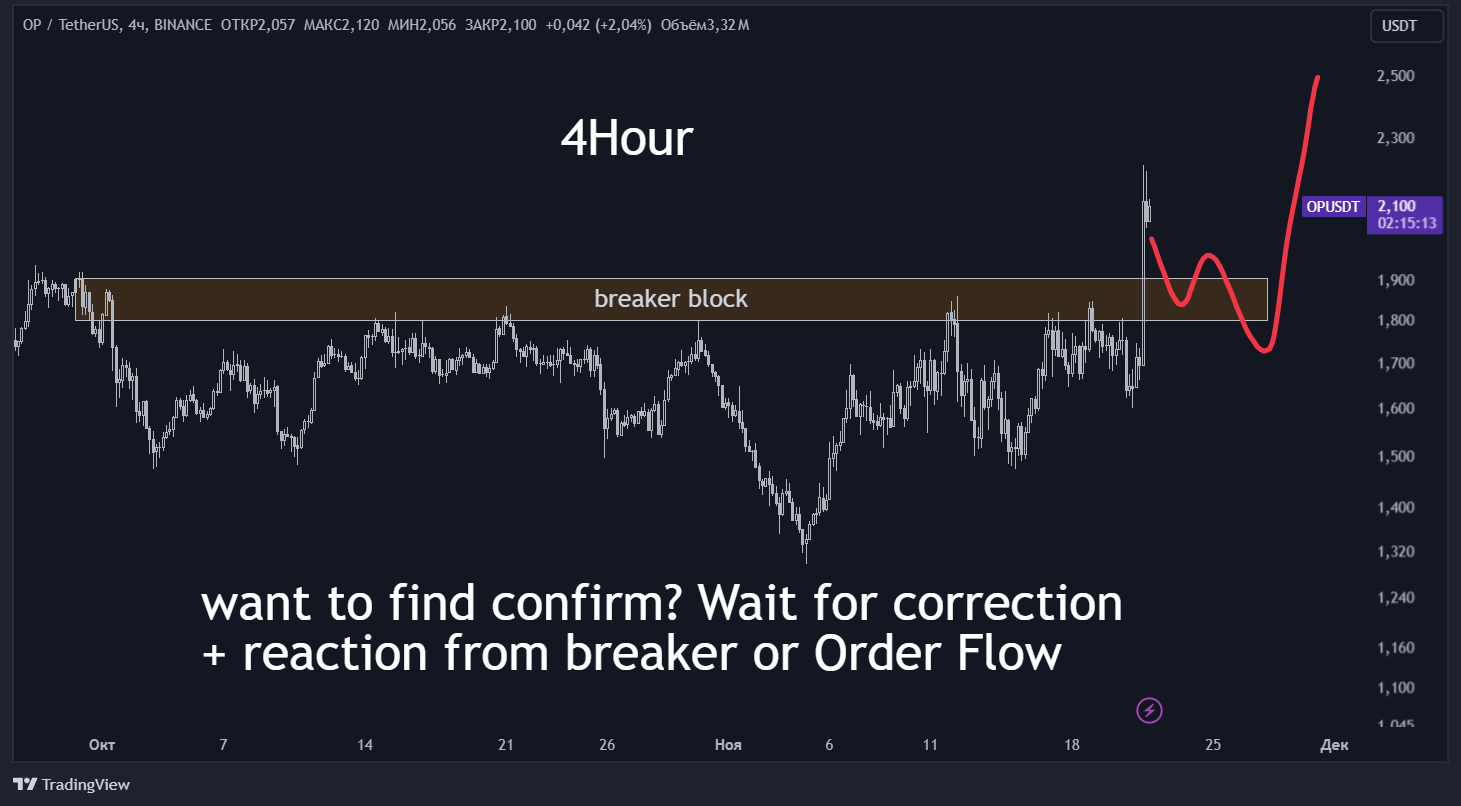 OP / TetherUS, 4ч, BINANCE ОТКР2,057 МАКС2,120 МИН2,056 ЗАКР2,100 +0,042 (+2,04%) Объём3,32 M
USDT
2,500
4Hour
2,300
OPUSDT 2,100
02:15:13
1,900
breaker block
1,800
1,700
1,600
1,500
1,400
1,320
want to find confirm? Wait for correction
1,240
+ reaction from breaker or Order Flow
1,160
1,100
1,045
Окт 7 14 21 26 Ноя 6 11 18 25 Дек
TradingView